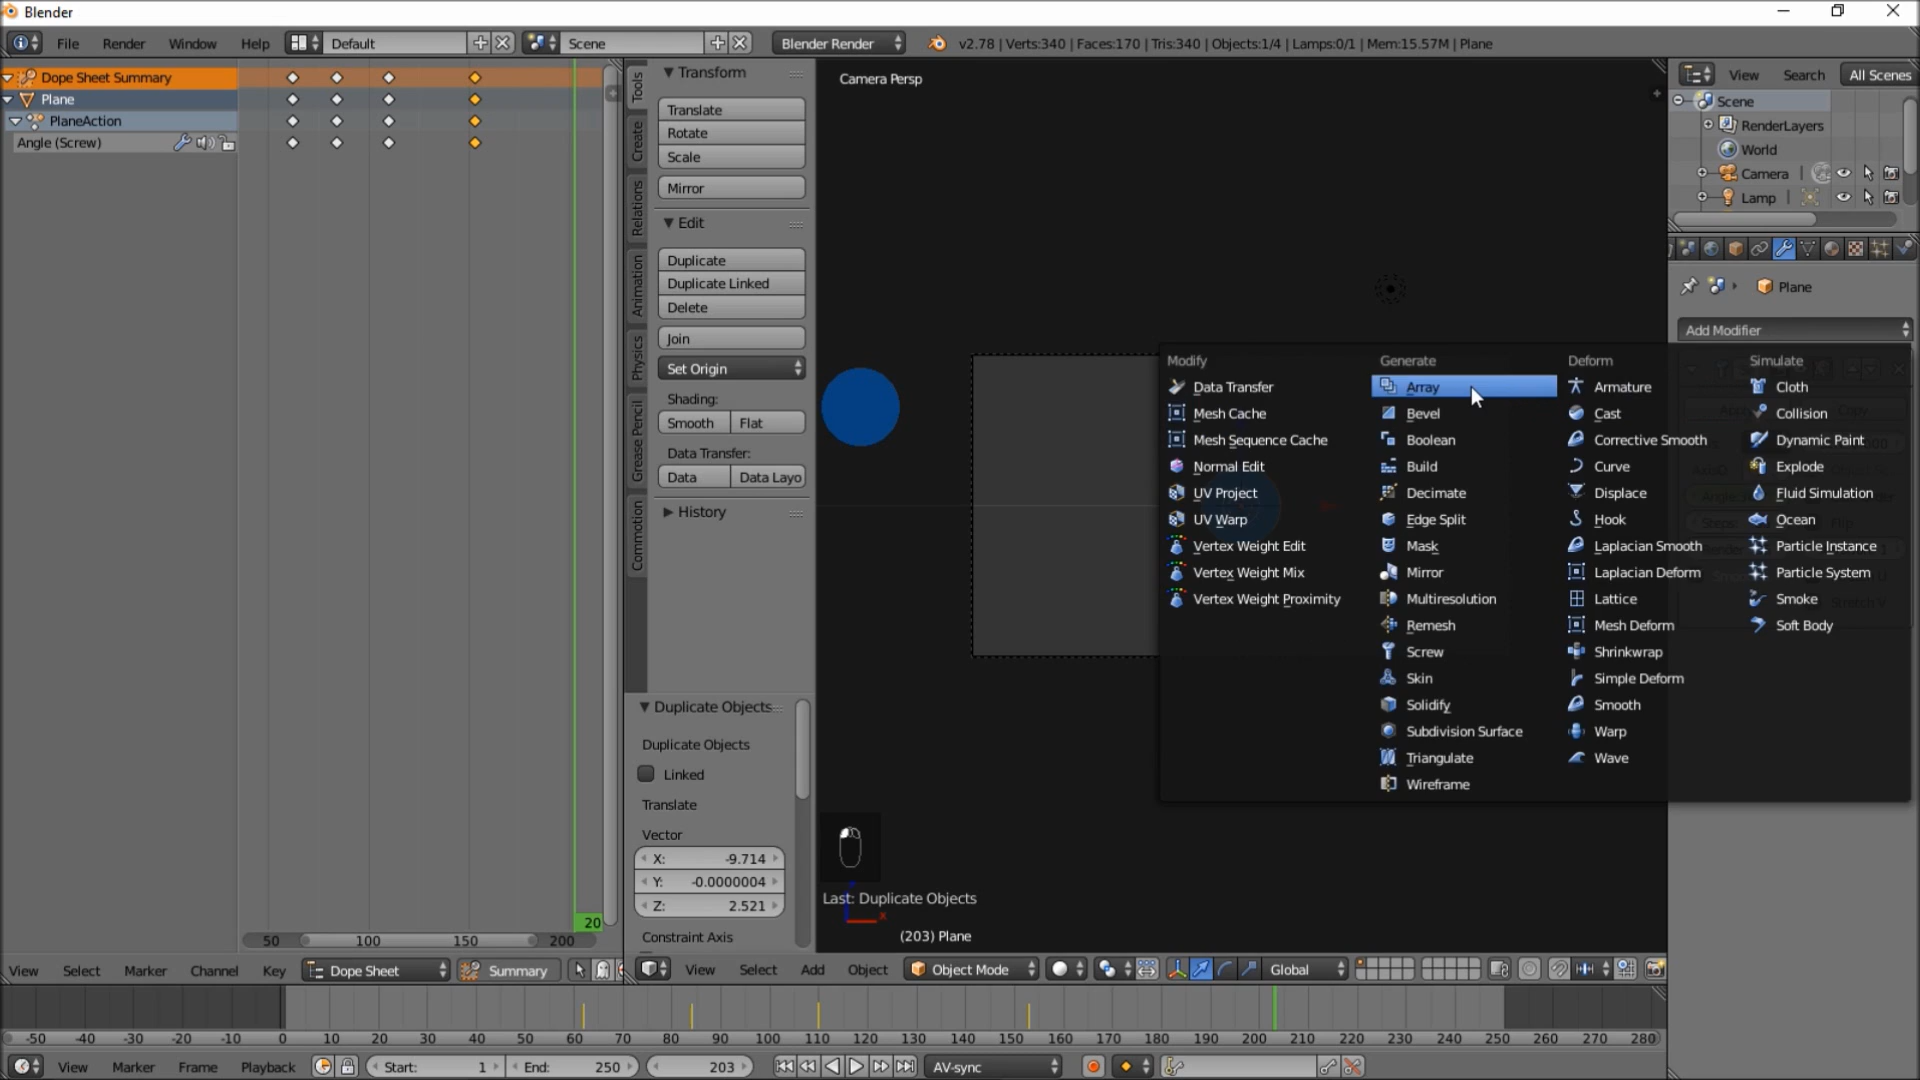 Blender
File Render Window Help Default Scene Blender Render v2.78 | Verts:340 | Faces:170 | Tris:340 | Objects:1/4 | Lamps:0/1 | Mem:15.57M | Plane
Dope Sheet Summary
Plane
PlaneAction
Angle (Screw)
50 100 150 200
20
View Select Marker Channel Key Dope Sheet Summary
Tools
Create
Relations
Animation
Physics
Grease Pencil
Commotion
Transform
Translate
Rotate
Scale
Mirror
Edit
Duplicate
Duplicate Linked
Delete
Join
Set Origin
Shading:
Smooth Flat
Data Transfer:
Data Data Layo
History
Duplicate Objects
Duplicate Objects
Linked
Translate
Vector
X: -9.714
Y: -0.0000004
Z: 2.521
Constraint Axis
Camera Persp
Last: Duplicate Objects
(203) Plane
View Select Add Object Object Mode Global
Modify
Data Transfer
Mesh Cache
Mesh Sequence Cache
Normal Edit
UV Project
UV Warp
Vertex Weight Edit
Vertex Weight Mix
Vertex Weight Proximity
Generate
Array
Bevel
Boolean
Build
Decimate
Edge Split
Mask
Mirror
Multiresolution
Remesh
Screw
Skin
Solidify
Subdivision Surface
Triangulate
Wireframe
Deform
Armature
Cast
Corrective Smooth
Curve
Displace
Hook
Laplacian Smooth
Laplacian Deform
Lattice
Mesh Deform
Shrinkwrap
Simple Deform
Smooth
Warp
Wave
Simulate
Cloth
Collision
Dynamic Paint
Explode
Fluid Simulation
Ocean
Particle Instance
Particle System
Smoke
Soft Body
View Search All Scenes
Scene
RenderLayers
World
Camera
Lamp
Plane
Add Modifier
-50 -40 -30 -20 -10 0 10 20 30 40 50 60 70 80 90 100 110 120 130 140 150 160 170 180 190 200 210 220 230 240 250 260 270 280
View Marker Frame Playback Start: 1 End: 250 203 AV-sync